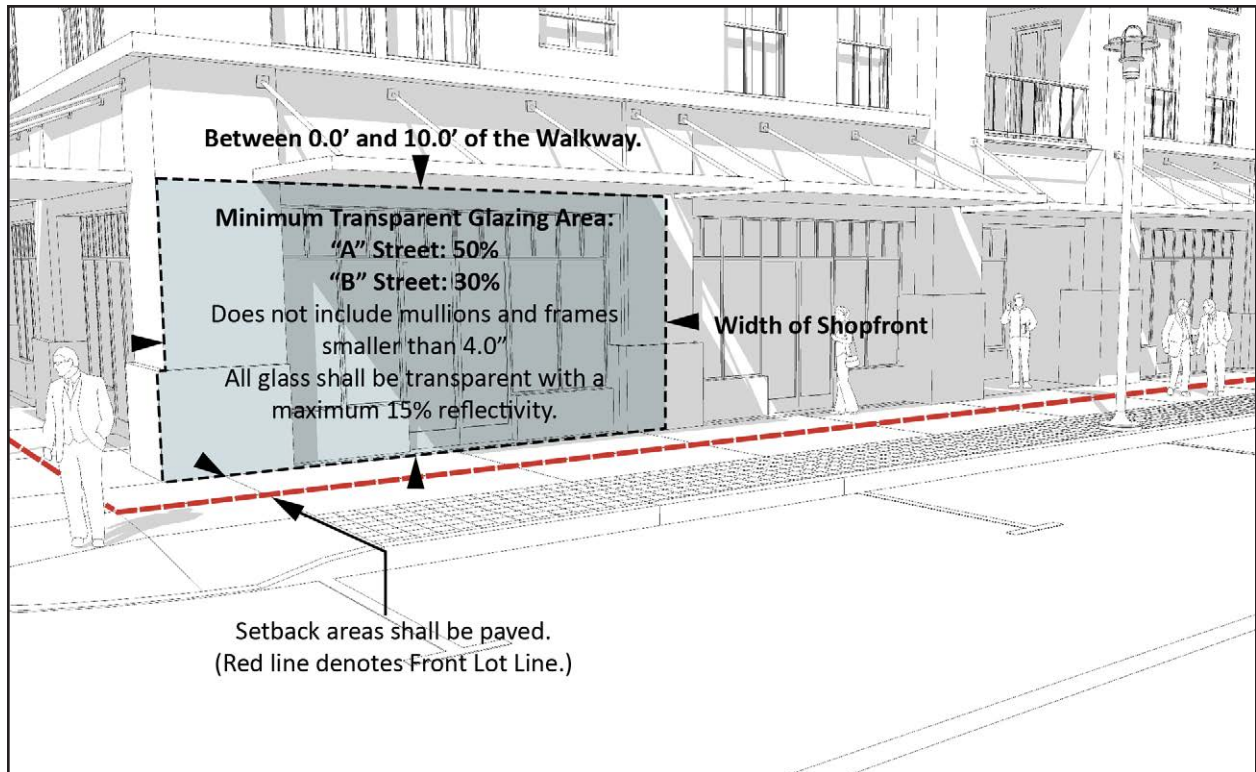 Between 0.0’ and 10.0’ of the Walkway.
Minimum Transparent Glazing Area:
“A” Street: 50%
“B” Street: 30%
Does not include mullions and frames
smaller than 4.0”
All glass shall be transparent with a
maximum 15% reflectivity.
Width of Shopfront
Setback areas shall be paved.
(Red line denotes Front Lot Line.)